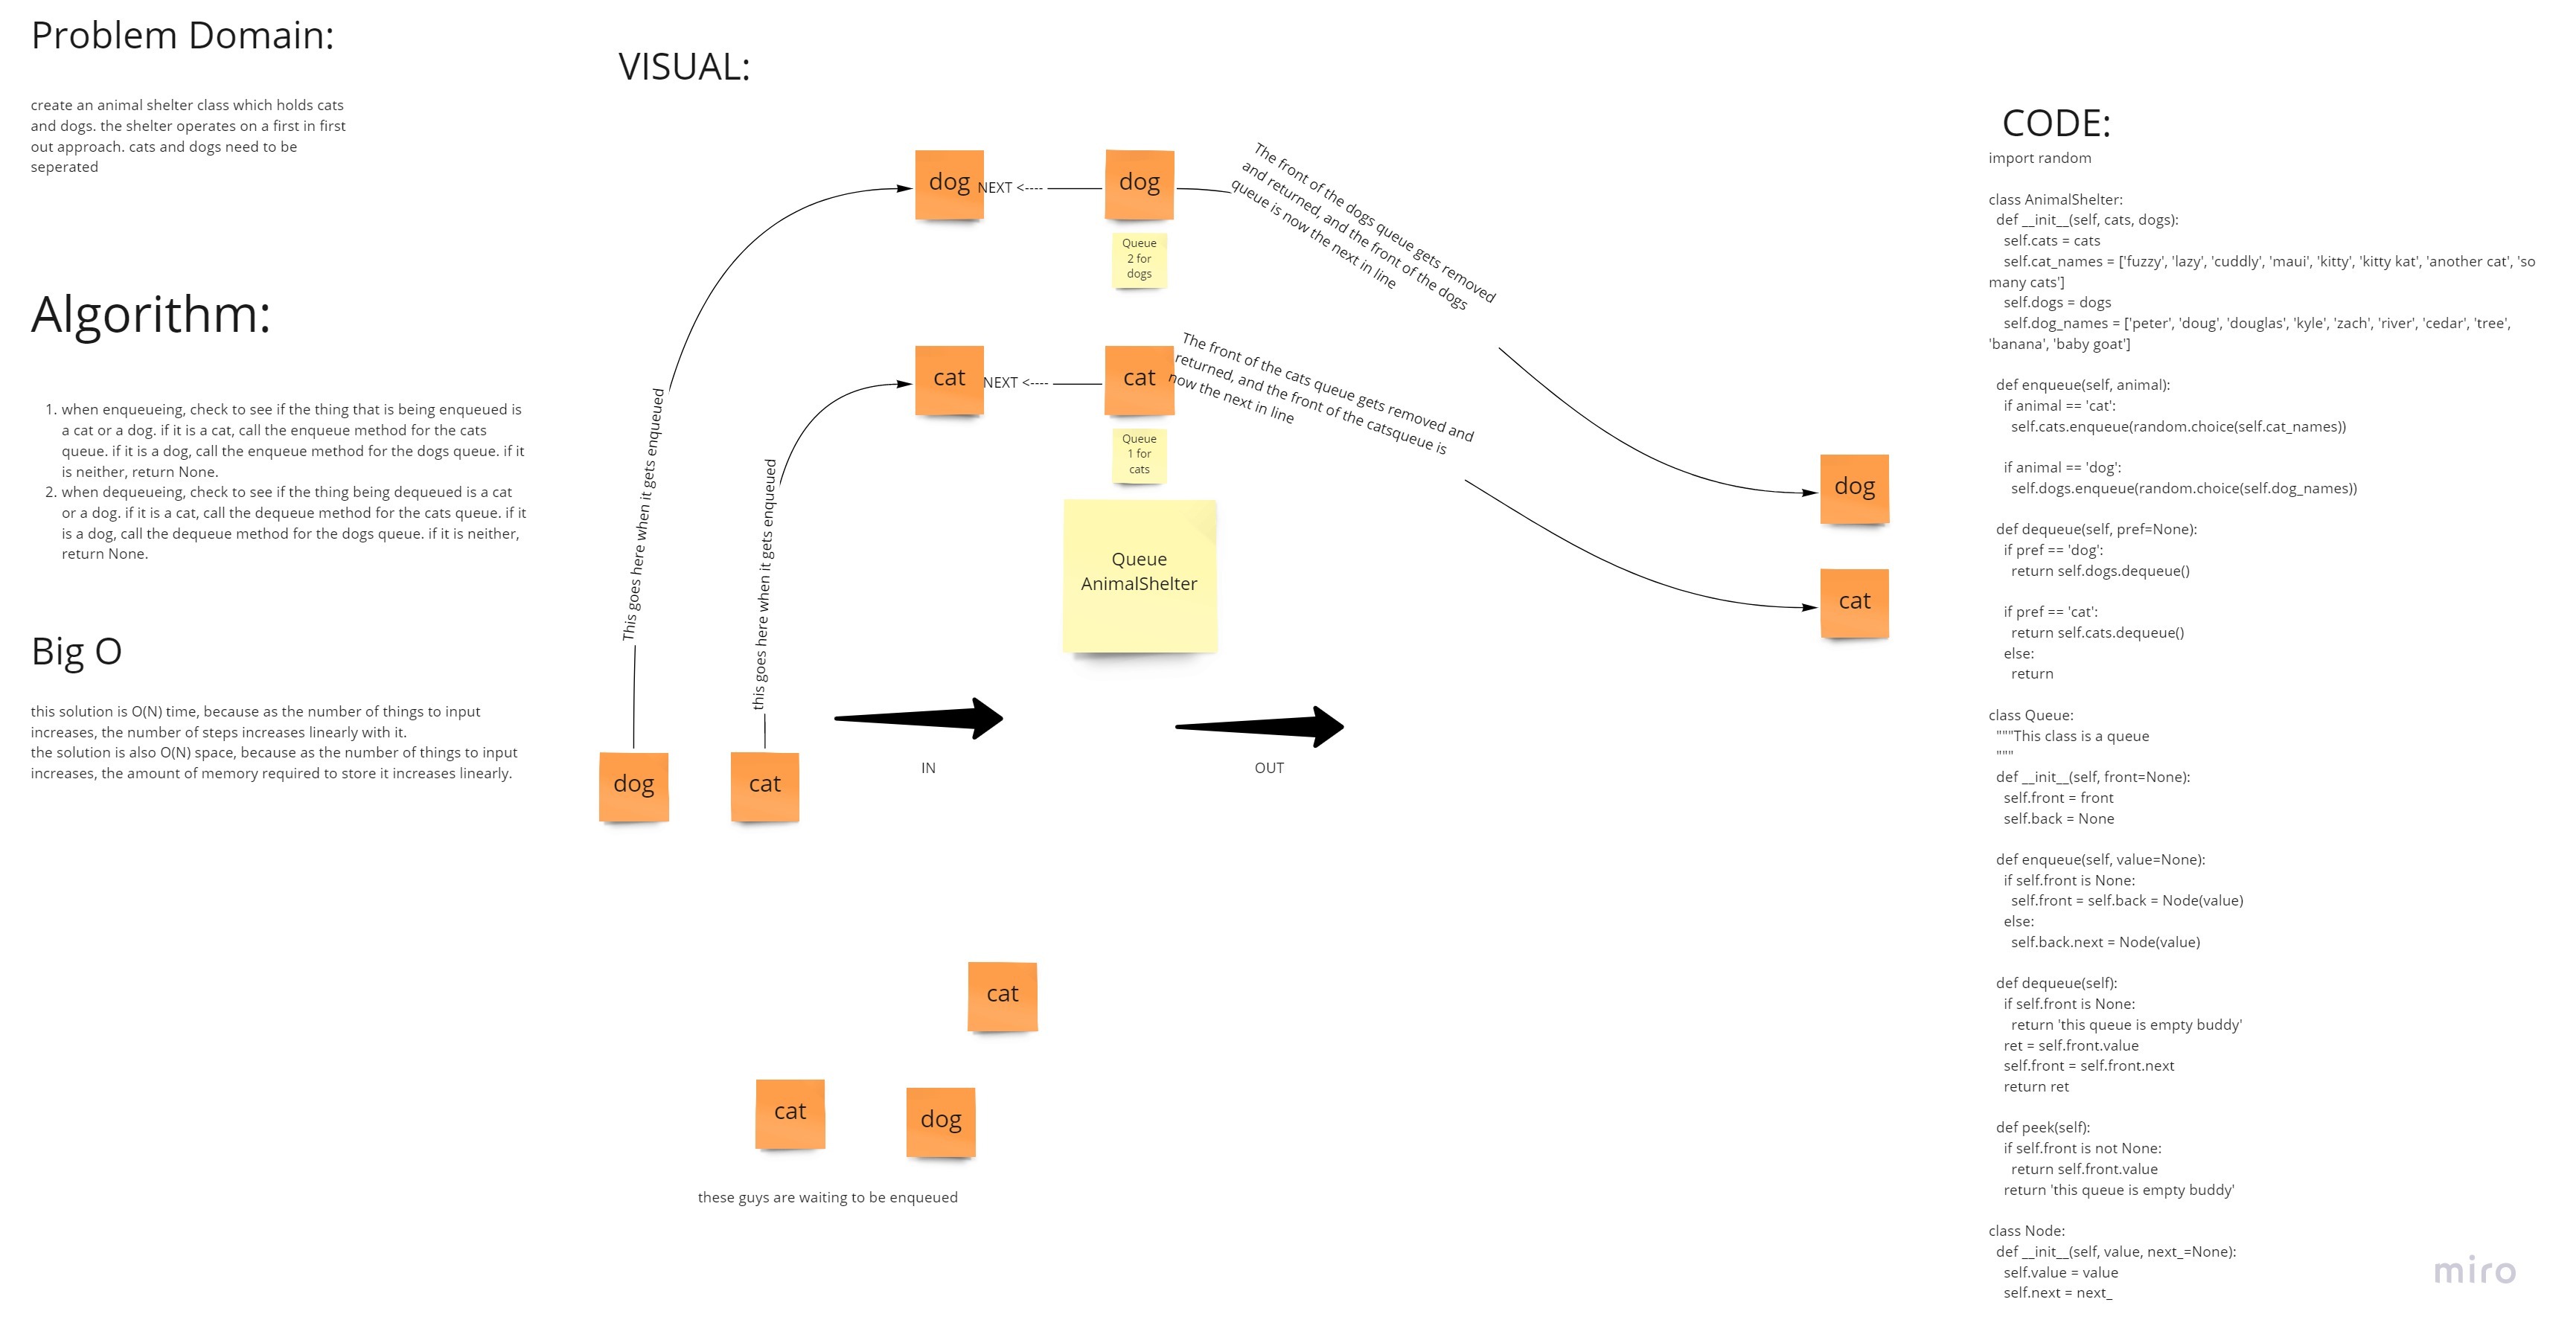 Problem Domain:
create an animal shelter class which holds cats
and dogs. the shelter operates on a first in first
out approach. cats and dogs need to be
seperated
Algorithm:
1. when enqueueing, check to see if the thing that is being enqueued is
a cat or a dog. if it is a cat, call the enqueue method for the cats
queue. if it is a dog, call the enqueue method for the dogs queue. if it
is neither, return None.
2. when dequeueing, check to see if the thing being dequeued is a cat
or a dog. if it is a cat, call the dequeue method for the cats queue. if it
is a dog, call the dequeue method for the dogs queue. if it is neither,
return None.
Big O
this solution is O(N) time, because as the number of things to input
increases, the number of steps increases linearly with it.
the solution is also O(N) space, because as the number of things to input
increases, the amount of memory required to store it increases linearly.
VISUAL:
dog
NEXT <----
dog
The front of the dogs queue gets removed
and returned, and the front of the dogs
queue is now the next in line
Queue
2 for
dogs
cat
NEXT <----
cat
The front of the cats queue gets removed and
returned, and the front of the catsqueue is
now the next in line
Queue
1 for
cats
This goes here when it gets enqueued
this goes here when it gets enqueued
Queue
AnimalShelter
dog
cat
IN
OUT
dog
cat
cat
cat
dog
these guys are waiting to be enqueued
CODE:
import random
class AnimalShelter:
def __init__(self, cats, dogs):
self.cats = cats
self.cat_names = ['fuzzy', 'lazy', 'cuddly', 'maui', 'kitty', 'kitty kat', 'another cat', 'so
many cats']
self.dogs = dogs
self.dog_names = ['peter', 'doug', 'douglas', 'kyle', 'zach', 'river', 'cedar', 'tree',
'banana', 'baby goat']
def enqueue(self, animal):
if animal == 'cat':
self.cats.enqueue(random.choice(self.cat_names))
if animal == 'dog':
self.dogs.enqueue(random.choice(self.dog_names))
def dequeue(self, pref=None):
if pref == 'dog':
return self.dogs.dequeue()
if pref == 'cat':
return self.cats.dequeue()
else:
return
class Queue:
"""This class is a queue
"""
def __init__(self, front=None):
self.front = front
self.back = None
def enqueue(self, value=None):
if self.front is None:
self.front = self.back = Node(value)
else:
self.back.next = Node(value)
def dequeue(self):
if self.front is None:
return 'this queue is empty buddy'
ret = self.front.value
self.front = self.front.next
return ret
def peek(self):
if self.front is not None:
return self.front.value
return 'this queue is empty buddy'
class Node:
def __init__(self, value, next_=None):
self.value = value
self.next = next_
miro